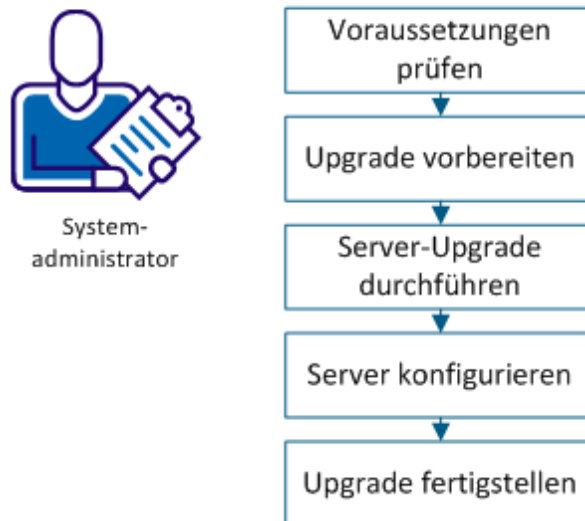 System-
administrator
Voraussetzungen
prüfen
Upgrade vorbereiten
Server-Upgrade
durchführen
Server konfigurieren
Upgrade fertigstellen